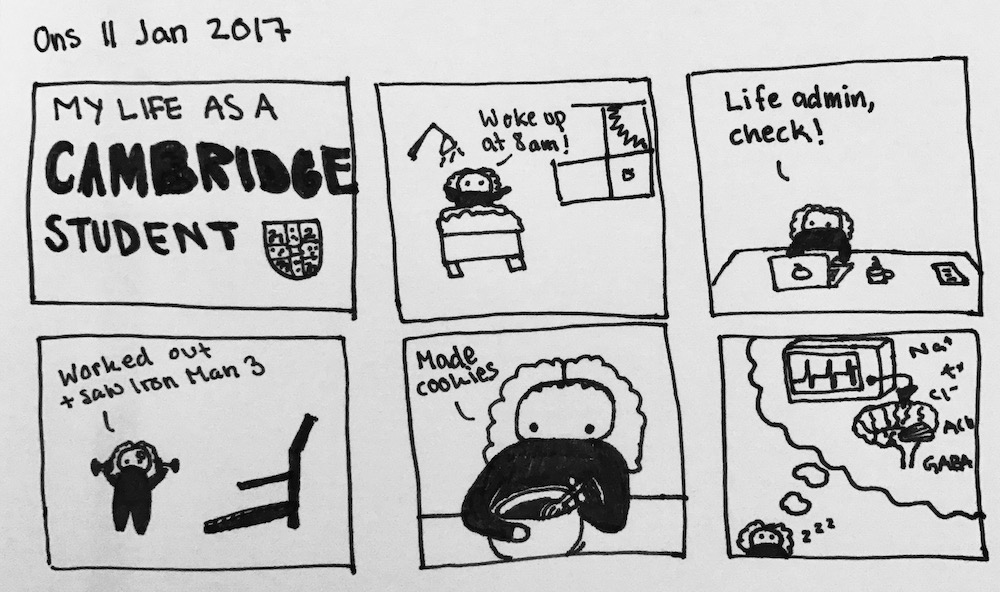 Ons 11 Jan 2017
MY LIFE AS A
CAMBRIDGE
STUDENT
Woke up
at 8am!
Life admin,
check!
Worked out
+ saw Iron Man 3
Made
cookies
Na⁺
K⁺
Cl⁻
ACh
GABA
zzz